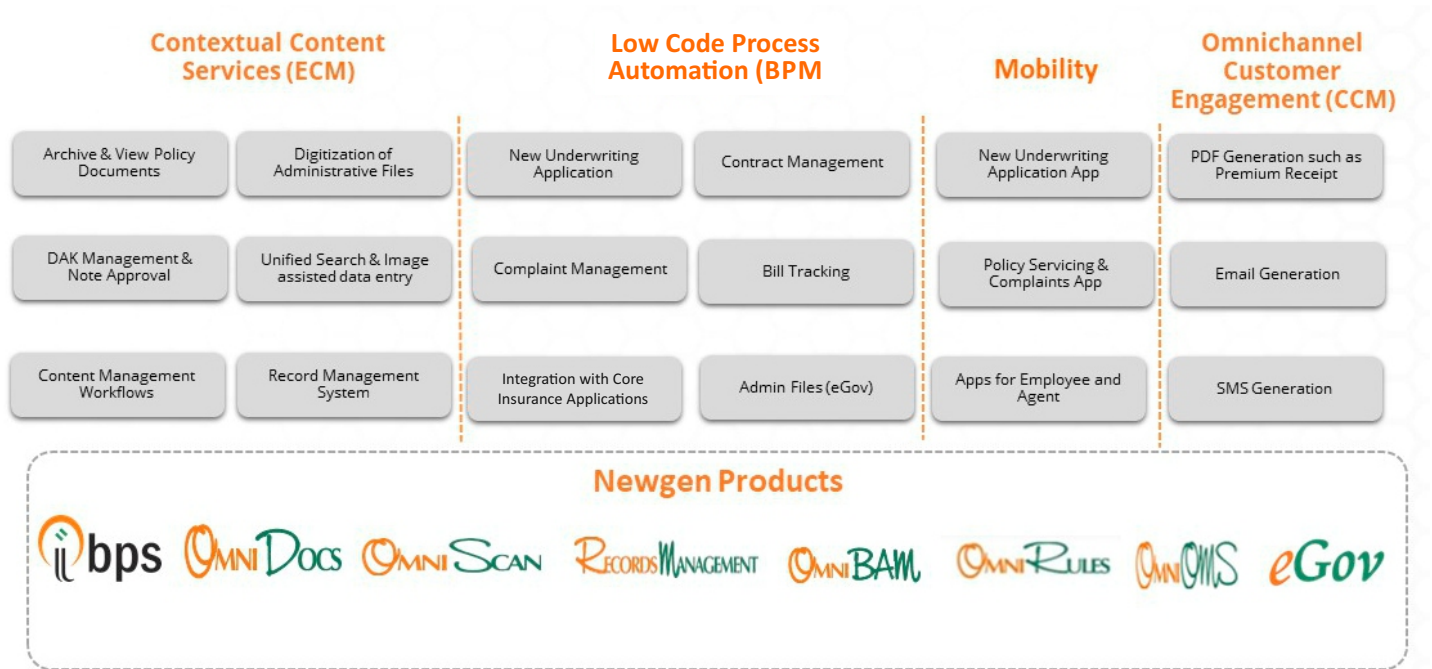 Contextual Content
Services (ECM)
Low Code Process
Automation (BPM
Mobility
Omnichannel
Customer
Engagement (CCM)
Archive & View Policy
Documents
Digitization of
Administrative Files
New Underwriting
Application
Contract Management
New Underwriting
Application App
PDF Generation such as
Premium Receipt
DAK Management &
Note Approval
Unified Search & Image
assisted data entry
Complaint Management
Bill Tracking
Policy Servicing &
Complaints App
Email Generation
Content Management
Workflows
Record Management
System
Integration with Core
Insurance Applications
Admin Files (eGov)
Apps for Employee and
Agent
SMS Generation
Newgen Products
ibps
OmniDocs
OmniScan
RecordsManagement
OmniBAM
OmniRules
OmniOMS
eGov